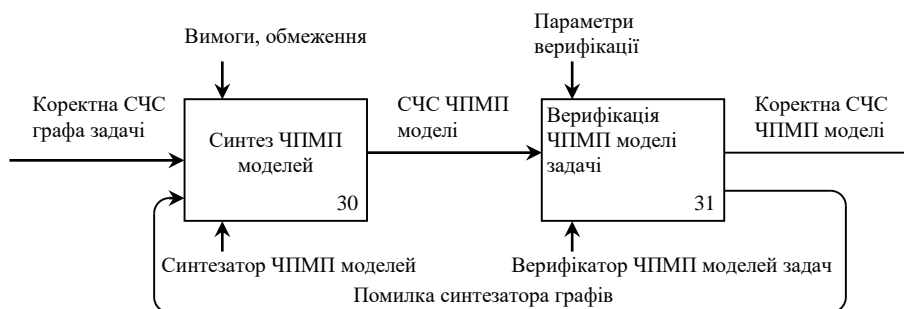 Вимоги, обмеження
Параметри
верифікації
Коректна СЧС
графа задачі
СЧС ЧПМП
моделі
Коректна СЧС
ЧПМП моделі
Синтез ЧПМП
моделей
30
Верифікація
ЧПМП моделі
задачі
31
Синтезатор ЧПМП моделей
Верифікатор ЧПМП моделей задач
Помилка синтезатора графів